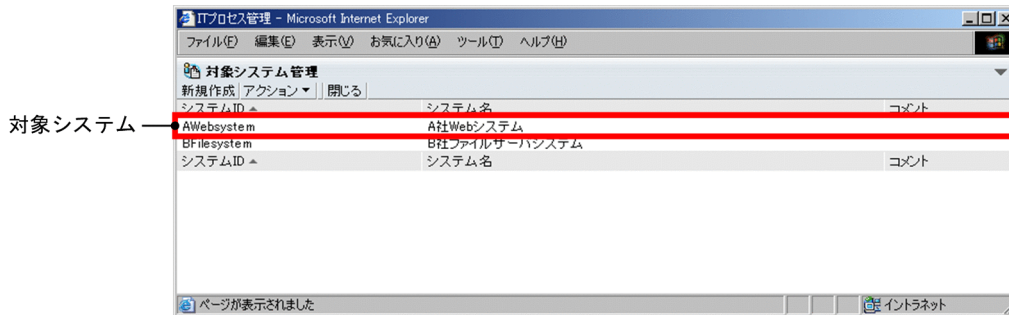 ITプロセス管理 - Microsoft Internet Explorer
ファイル(F) 編集(E) 表示(V) お気に入り(A) ツール(T) ヘルプ(H)
対象システム管理
新規作成 アクション▼ 閉じる
システムID システム名 コメント
対象システム
AWebsystem A社Webシステム
BFilesystem B社ファイルサーバシステム
システムID システム名 コメント
ページが表示されました イントラネット